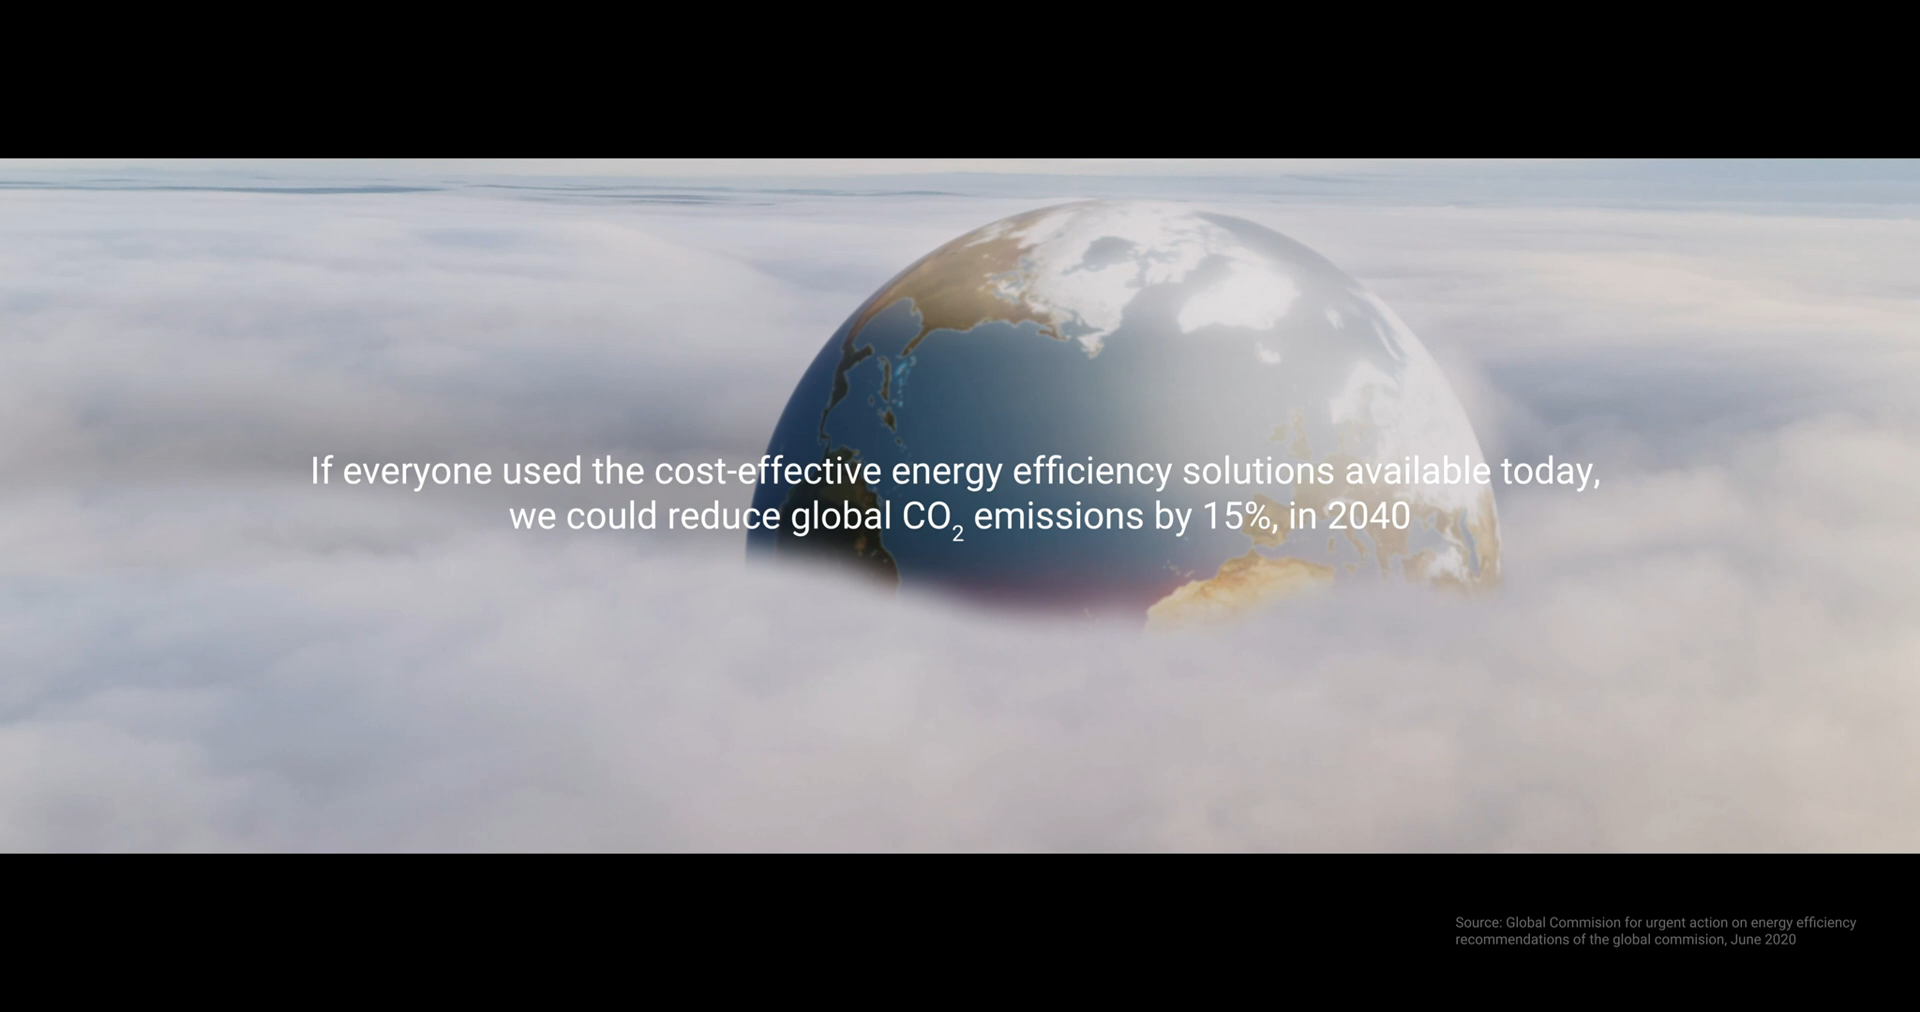 If everyone used the cost-effective energy efficiency solutions available today,
we could reduce global CO₂ emissions by 15%, in 2040
Source: Global Commision for urgent action on energy efficiency
recommendations of the global commision, June 2020